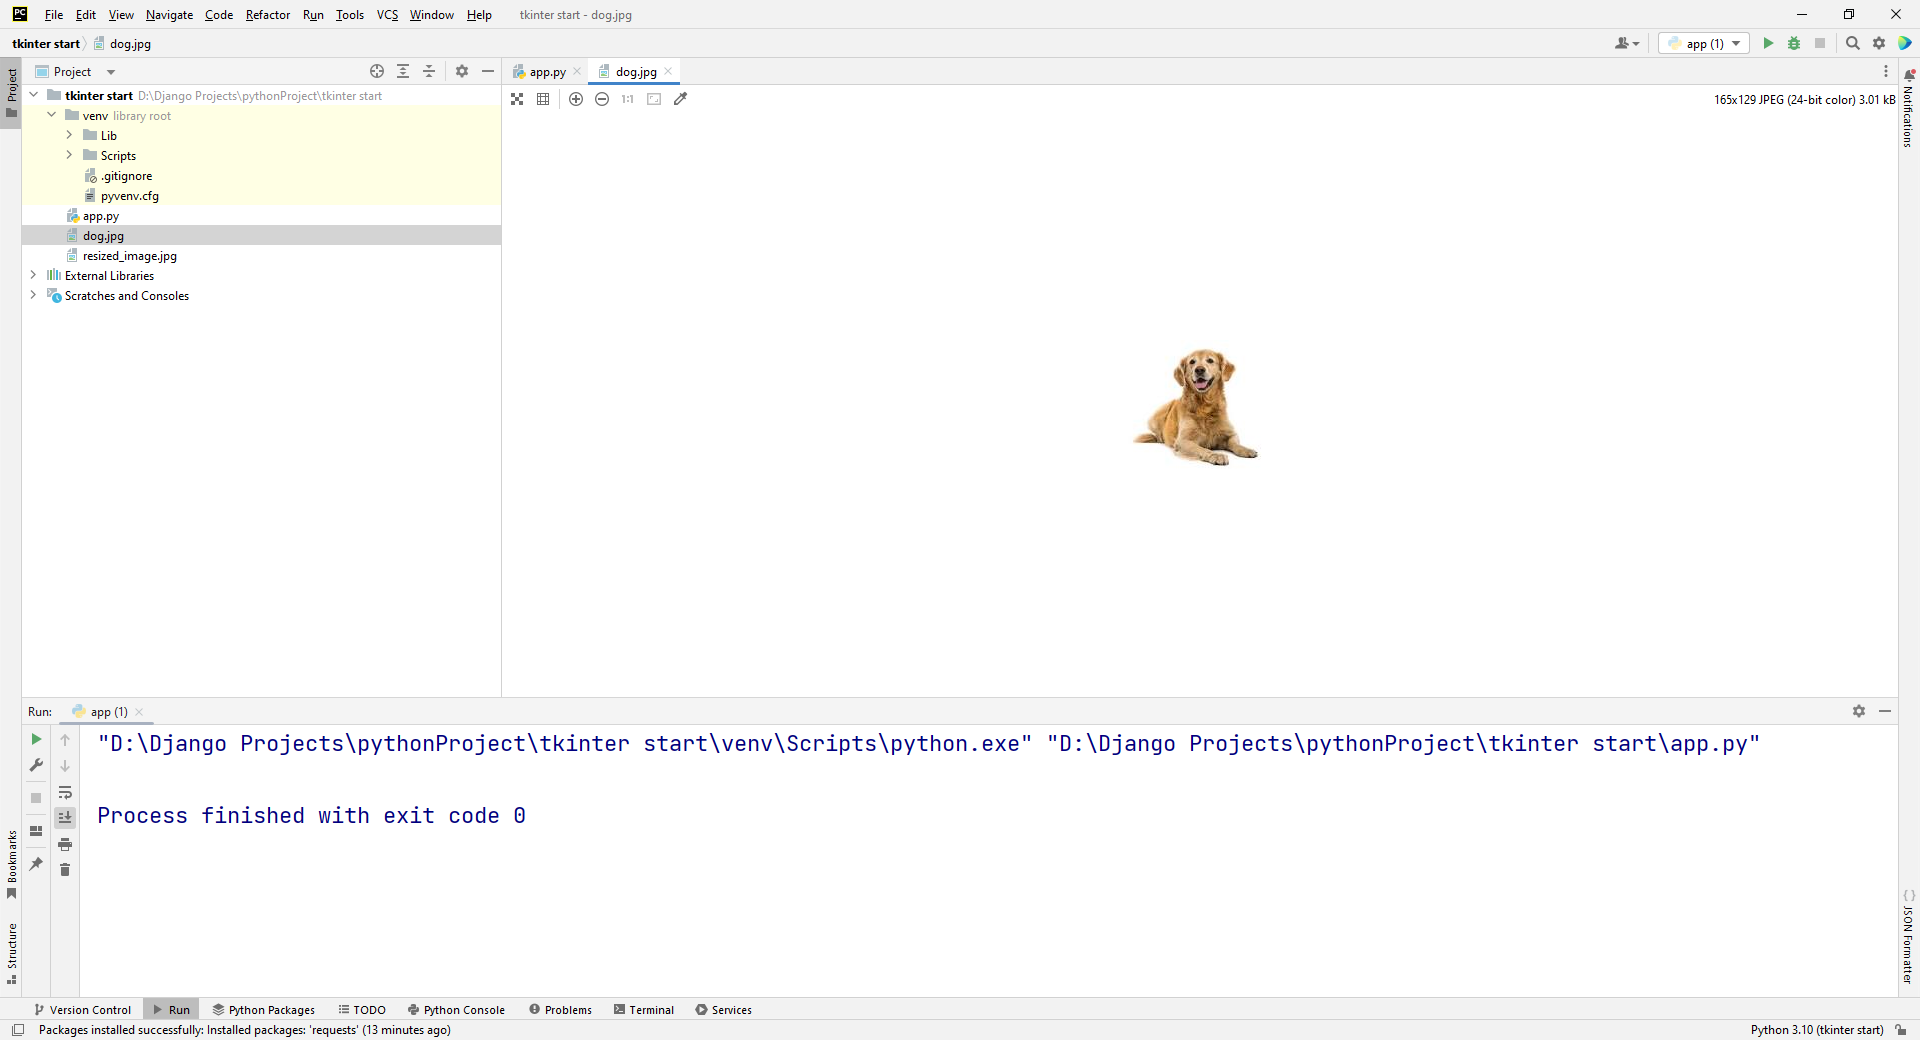 PC File Edit View Navigate Code Refactor Run Tools VCS Window Help tkinter start - dog.jpg
tkinter start dog.jpg app (1)
Project
Project app.py dog.jpg
tkinter start D:\Django Projects\pythonProject\tkinter start
165x129 JPEG (24-bit color) 3.01 kB
Notifications
venv library root
Lib
Scripts
.gitignore
pyvenv.cfg
app.py
dog.jpg
resized_image.jpg
External Libraries
Scratches and Consoles
1:1
Run: app (1)
"D:\Django Projects\pythonProject\tkinter start\venv\Scripts\python.exe" "D:\Django Projects\pythonProject\tkinter start\app.py"
Process finished with exit code 0
Bookmarks
Structure
JSON Formatter
Version Control Run Python Packages TODO Python Console Problems Terminal Services
Packages installed successfully: Installed packages: 'requests' (13 minutes ago) Python 3.10 (tkinter start)